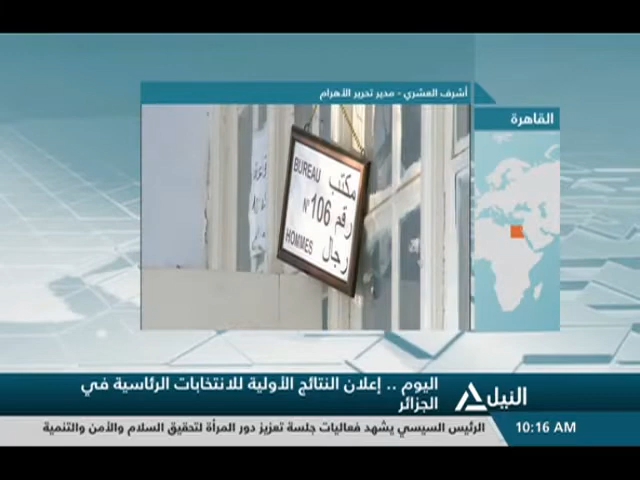 أشرف العشري - مدير تحرير الأهرام
القاهرة
BUREAU
مكتب
N° 106 رقم
HOMMES
رجال
اليوم .. إعلان النتائج الأولية للانتخابات الرئاسية في
الجزائر
النيل
الرئيس السيسي يشهد فعاليات جلسة تعزيز دور المرأة لتحقيق السلام والأمن والتنمية
10:16 AM